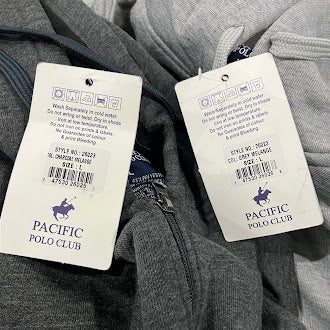 Wash Separately in cold water.
Do not wring or twist. Dry in shade
Iron at low temperature.
Do not iron on prints & labels.
No Guarantee of colour
& print Bleeding.
STYLE NO.: 26023
COL: CHARCOAL MELANGE
SIZE : L
PACIFIC
POLO CLUB
Wash Separately in cold water.
Do not wring or twist. Dry in shade
Iron at low temperature.
Do not iron on prints & labels.
No Guarantee of colour
& print Bleeding.
STYLE NO.: 26023
COL: GREY MELANGE
SIZE : L
PACIFIC
POLO CLUB